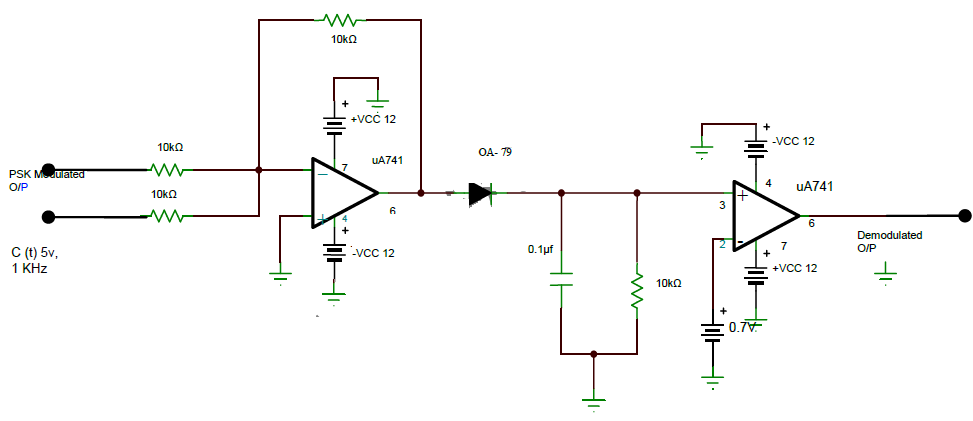 10kΩ
+
+VCC 12
10kΩ
uA741
7
−
PSK Modulated
O/P
10kΩ
+
4
6
+
-VCC 12
C (t) 5v,
1 KHz
OA- 79
0.1µf
10kΩ
+
-VCC 12
4
uA741
3
+
6
2
-
7
Demodulated
O/P
+
+VCC 12
+
0.7V